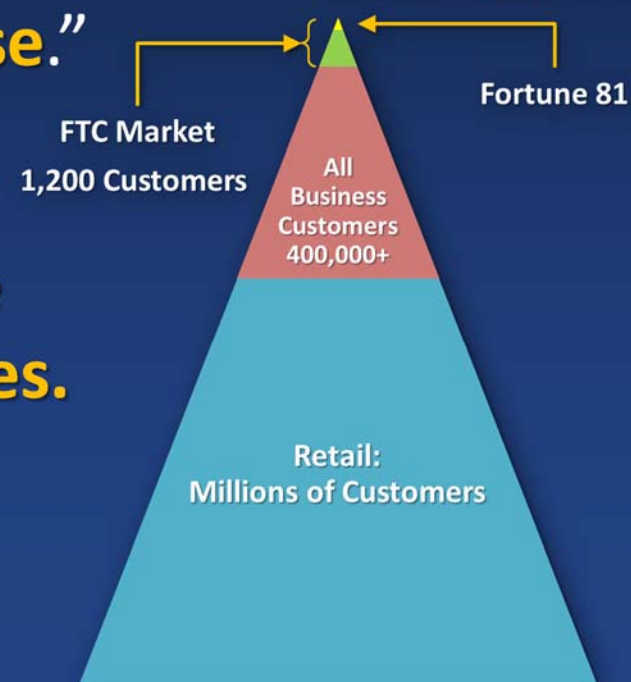 se.”
FTC Market
1,200 Customers
Fortune 81
All
Business
Customers
400,000+
es.
Retail:
Millions of Customers